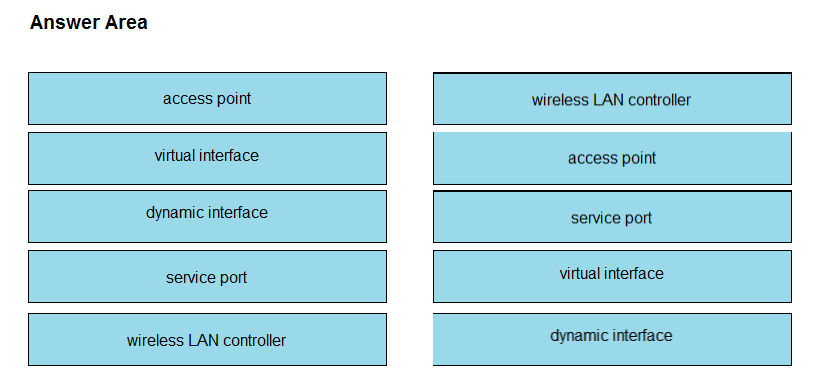 Answer Area
access point
wireless LAN controller
virtual interface
access point
dynamic interface
service port
service port
virtual interface
wireless LAN controller
dynamic interface